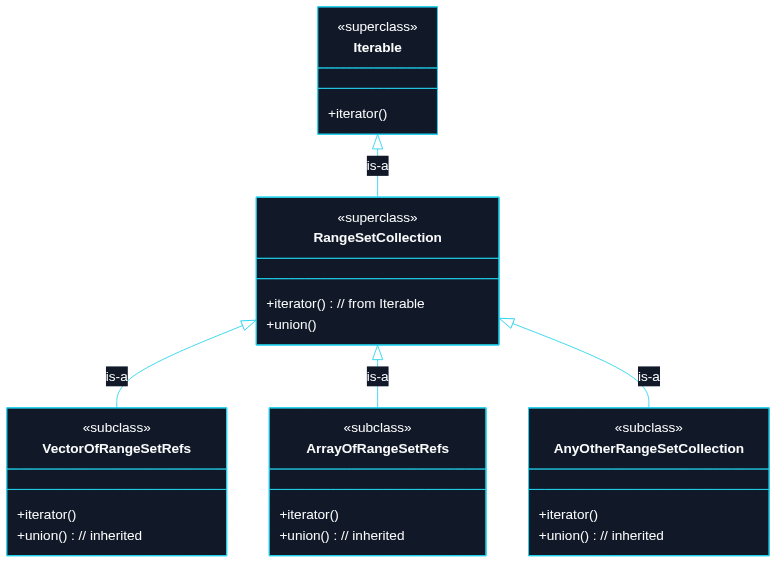 «superclass»
Iterable
+iterator()
is-a
«superclass»
RangeSetCollection
+iterator() : // from Iterable
+union()
is-a
is-a
is-a
«subclass»
VectorOfRangeSetRefs
+iterator()
+union() : // inherited
«subclass»
ArrayOfRangeSetRefs
+iterator()
+union() : // inherited
«subclass»
AnyOtherRangeSetCollection
+iterator()
+union() : // inherited